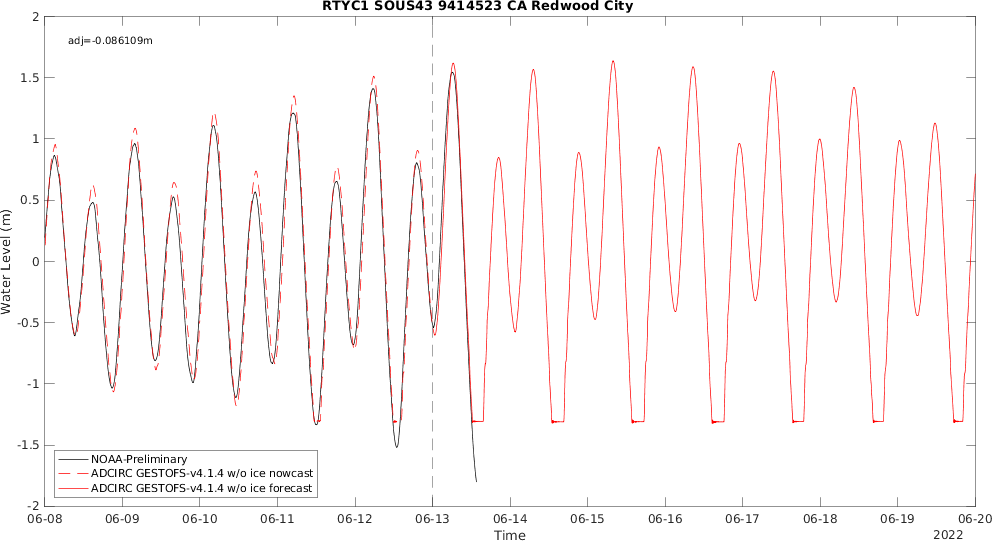 RTYC1 SOUS43 9414523 CA Redwood City
adj=-0.086109m
2
1.5
1
0.5
0
-0.5
-1
-1.5
-2
Water Level (m)
NOAA-Preliminary
ADCIRC GESTOFS-v4.1.4 w/o ice nowcast
ADCIRC GESTOFS-v4.1.4 w/o ice forecast
06-08 06-09 06-10 06-11 06-12 06-13 06-14 06-15 06-16 06-17 06-18 06-19 06-20
Time
2022